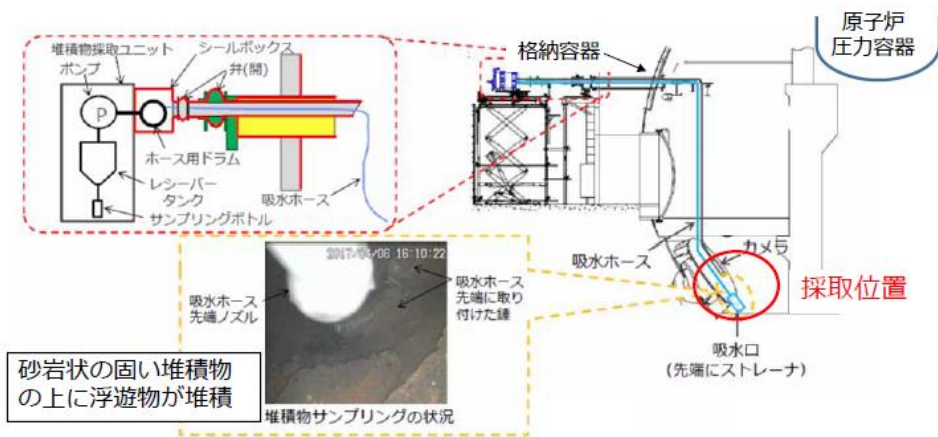 堆積物採取ユニット
ポンプ
シールボックス
弁(開)
P
ホース用ドラム
レシーバー
タンク
サンプリングボトル
吸水ホース
格納容器
原子炉
圧力容器
吸水ホース
カメラ
採取位置
吸水口
(先端にストレーナ)
2017/04/06 16:10:22
吸水ホース
先端ノズル
吸水ホース
先端に取り
付けた錘
堆積物サンプリングの状況
砂岩状の固い堆積物
の上に浮遊物が堆積